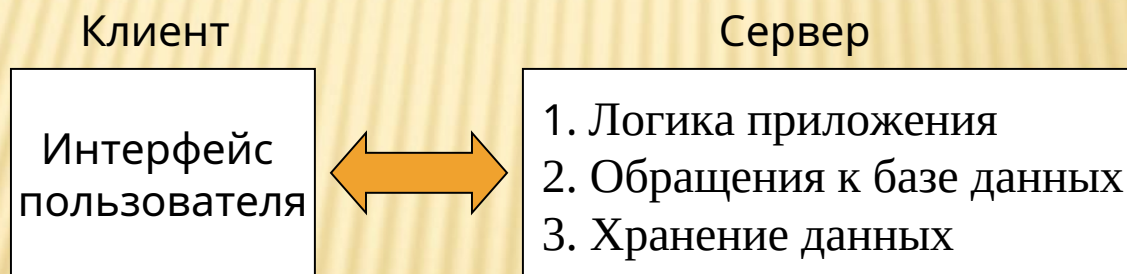 Клиент
Сервер
Интерфейс
пользователя
1. Логика приложения
2. Обращения к базе данных
3. Хранение данных